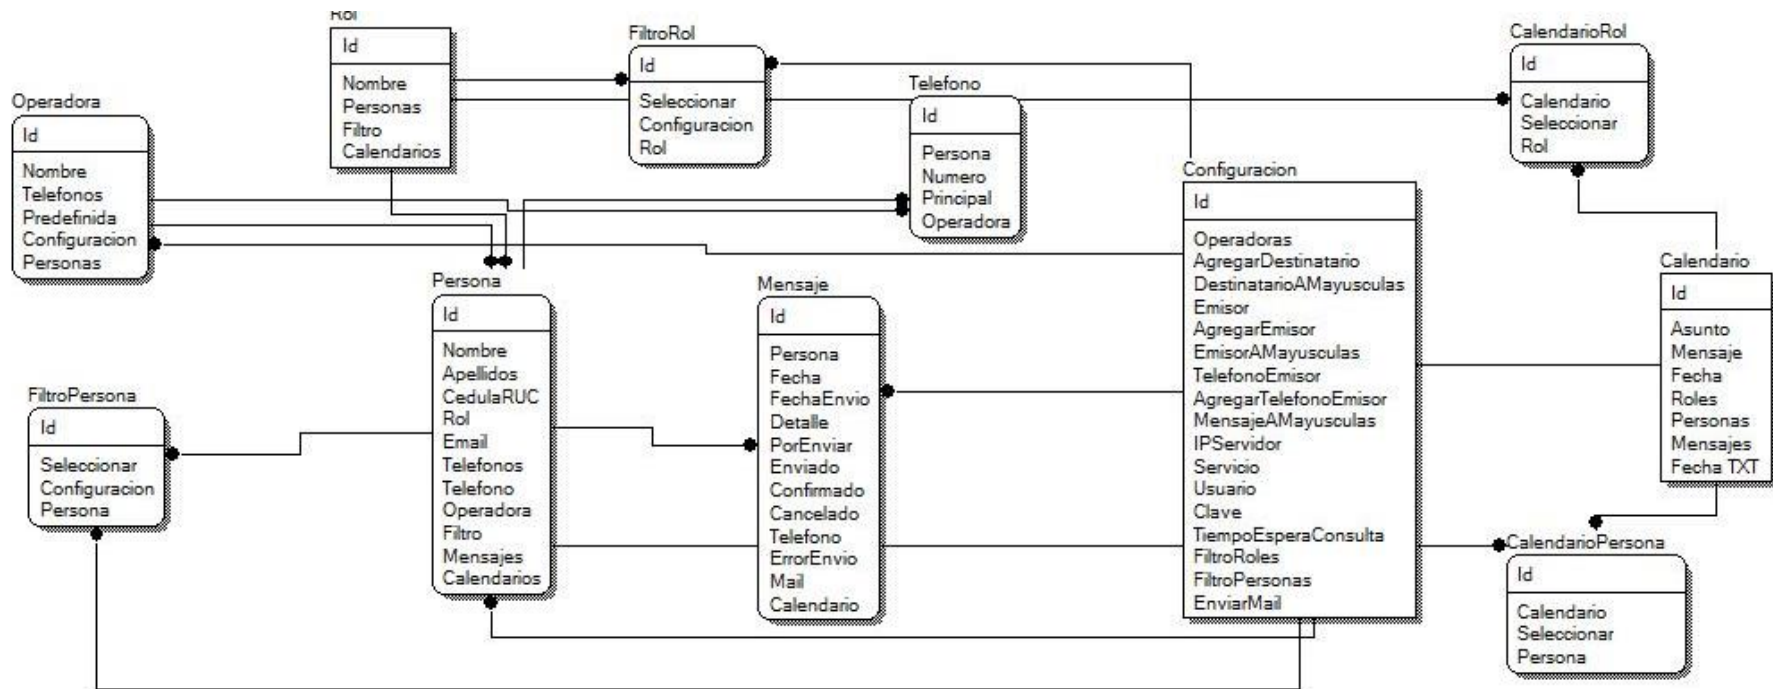 Rol
Id
Nombre
Personas
Filtro
Calendarios
FiltroRol
Id
Seleccionar
Configuracion
Rol
CalendarioRol
Id
Calendario
Seleccionar
Rol
Operadora
Id
Nombre
Telefonos
Predefinida
Configuracion
Personas
Telefono
Id
Persona
Numero
Principal
Operadora
Configuracion
Id
Operadoras
AgregarDestinatario
DestinatarioAMayusculas
Emisor
AgregarEmisor
EmisorAMayusculas
TelefonoEmisor
AgregarTelefonoEmisor
MensajeAMayusculas
IPServidor
Servicio
Usuario
Clave
TiempoEsperaConsulta
FiltroRoles
FiltroPersonas
EnviarMail
Calendario
Id
Asunto
Mensaje
Fecha
Roles
Personas
Mensajes
Fecha TXT
Persona
Id
Nombre
Apellidos
CedulaRUC
Rol
Email
Telefonos
Telefono
Operadora
Filtro
Mensajes
Calendarios
Mensaje
Id
Persona
Fecha
FechaEnvio
Detalle
PorEnviar
Enviado
Confirmado
Cancelado
Telefono
ErrorEnvio
Mail
Calendario
FiltroPersona
Id
Seleccionar
Configuracion
Persona
CalendarioPersona
Id
Calendario
Seleccionar
Persona